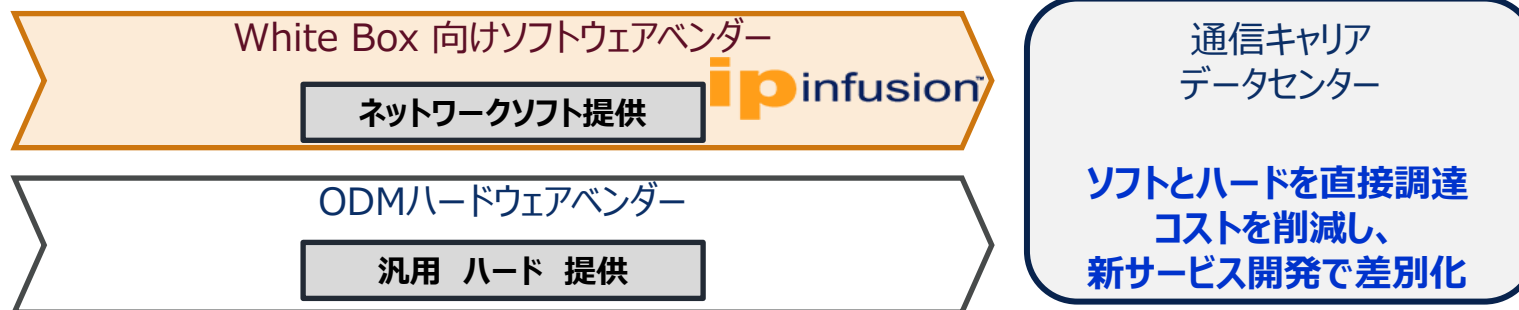 White Box 向けソフトウェアベンダー
ip infusion™
ネットワークソフト提供
ODMハードウェアベンダー
汎用 ハード 提供
通信キャリア
データセンター
ソフトとハードを直接調達
コストを削減し、
新サービス開発で差別化